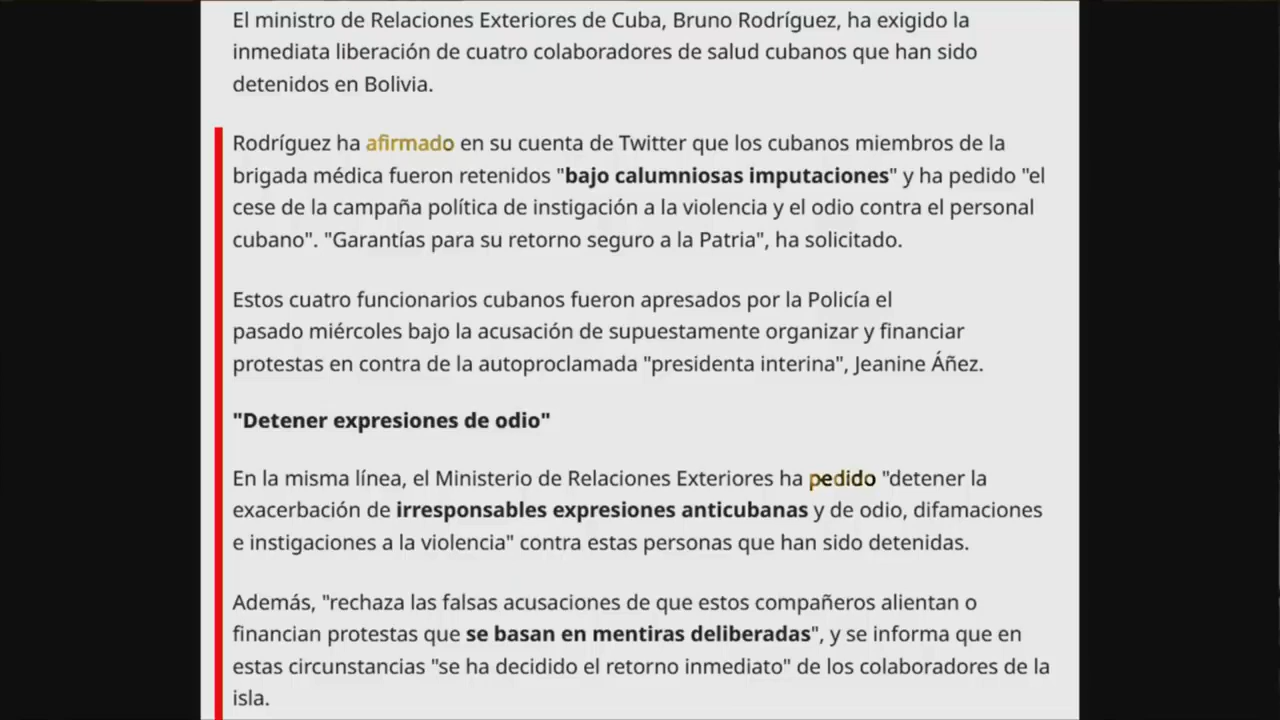 El ministro de Relaciones Exteriores de Cuba, Bruno Rodríguez, ha exigido la
inmediata liberación de cuatro colaboradores de salud cubanos que han sido
detenidos en Bolivia.
Rodríguez ha afirmado en su cuenta de Twitter que los cubanos miembros de la
brigada médica fueron retenidos "bajo calumniosas imputaciones" y ha pedido "el
cese de la campaña política de instigación a la violencia y el odio contra el personal
cubano". "Garantías para su retorno seguro a la Patria", ha solicitado.
Estos cuatro funcionarios cubanos fueron apresados por la Policía el
pasado miércoles bajo la acusación de supuestamente organizar y financiar
protestas en contra de la autoproclamada "presidenta interina", Jeanine Áñez.
"Detener expresiones de odio"
En la misma línea, el Ministerio de Relaciones Exteriores ha pedido "detener la
exacerbación de irresponsables expresiones anticubanas y de odio, difamaciones
e instigaciones a la violencia" contra estas personas que han sido detenidas.
Además, "rechaza las falsas acusaciones de que estos compañeros alientan o
financian protestas que se basan en mentiras deliberadas", y se informa que en
estas circunstancias "se ha decidido el retorno inmediato" de los colaboradores de la
isla.